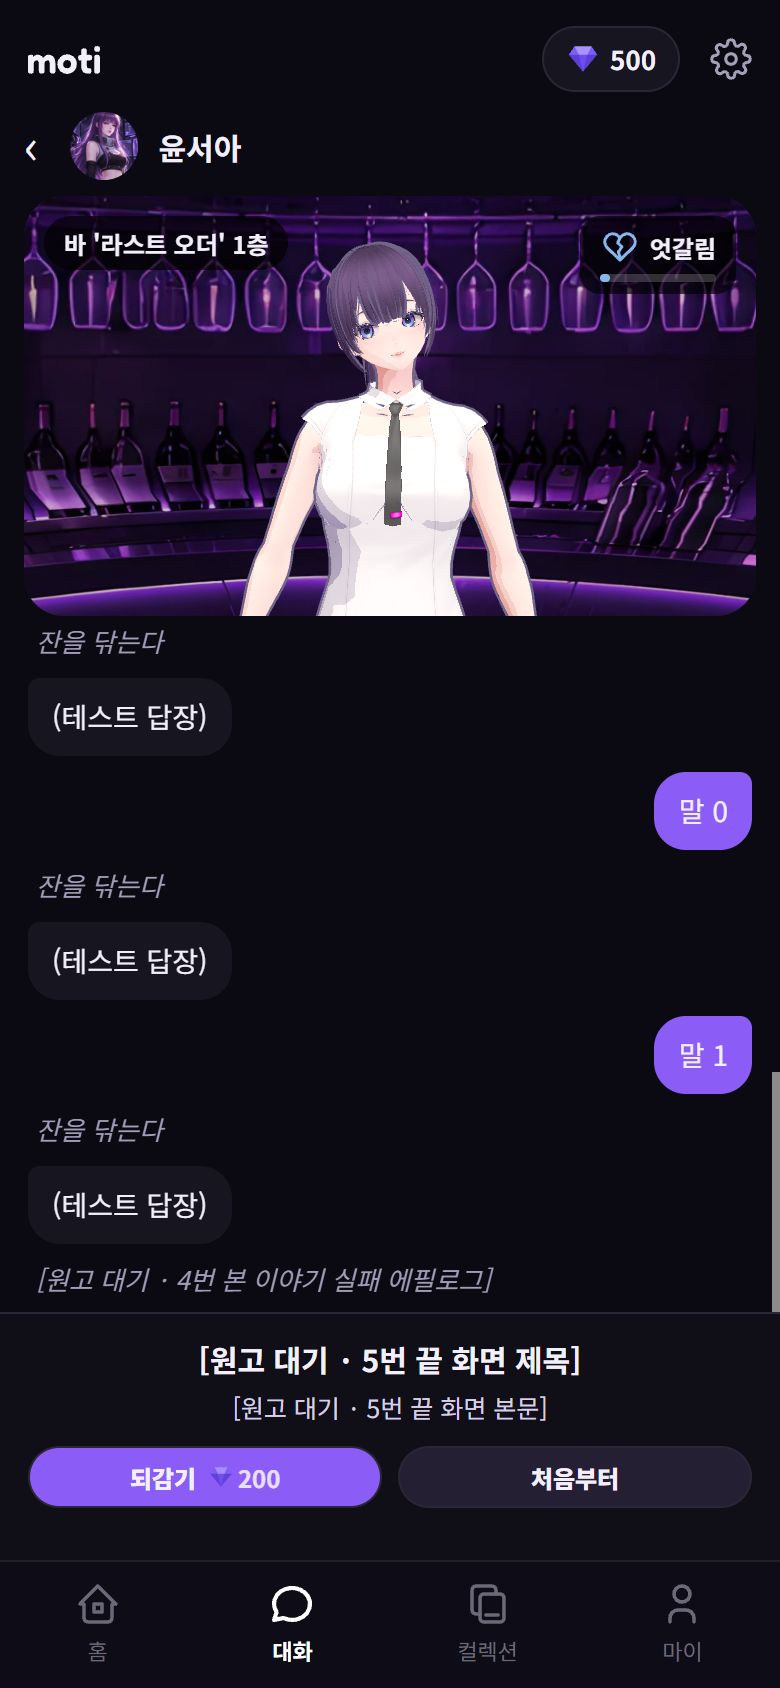 moti
500
윤서아
바 '라스트 오더' 1층
엇갈림
잔을 닦는다
(테스트 답장)
말 0
잔을 닦는다
(테스트 답장)
말 1
잔을 닦는다
(테스트 답장)
[원고 대기 · 4번 본 이야기 실패 에필로그]
[원고 대기 · 5번 끝 화면 제목]
[원고 대기 · 5번 끝 화면 본문]
되감기 200
처음부터
홈
대화
컬렉션
마이